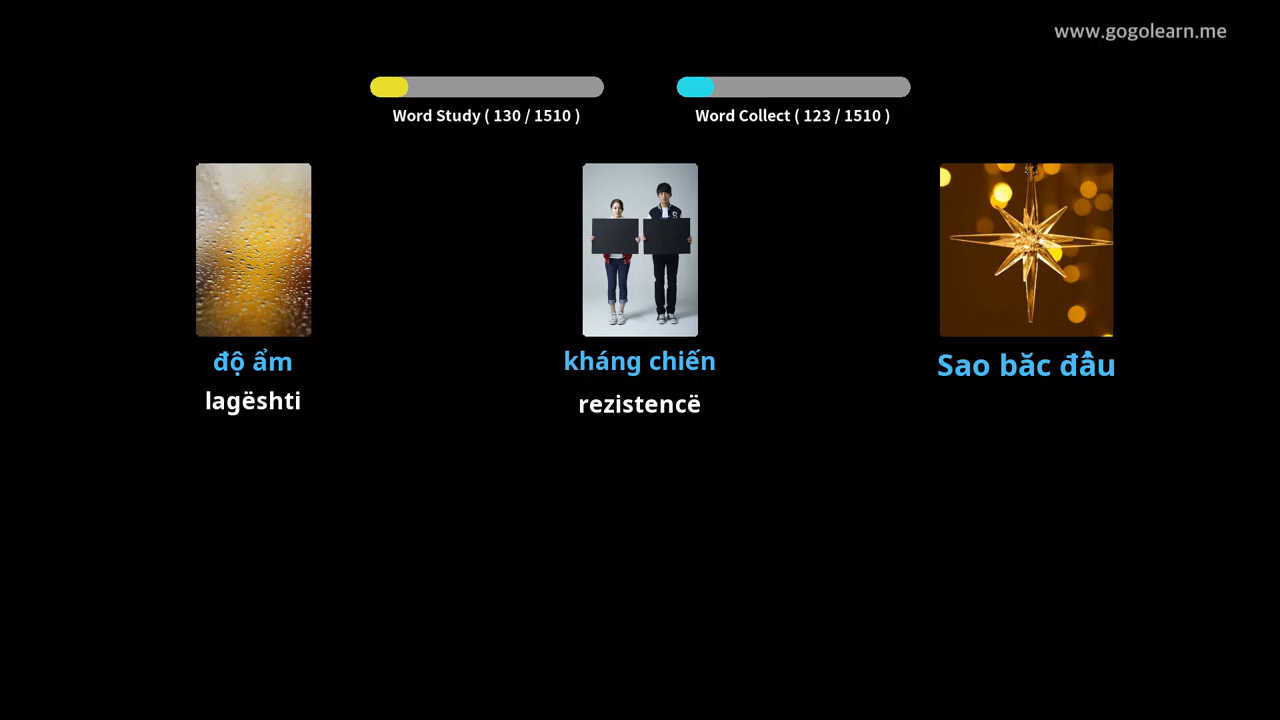 www.gogolearn.me
Word Study ( 130 / 1510 )
Word Collect ( 123 / 1510 )
độ ẩm
kháng chiến
Sao băc đẩu
lagështi
rezistencë